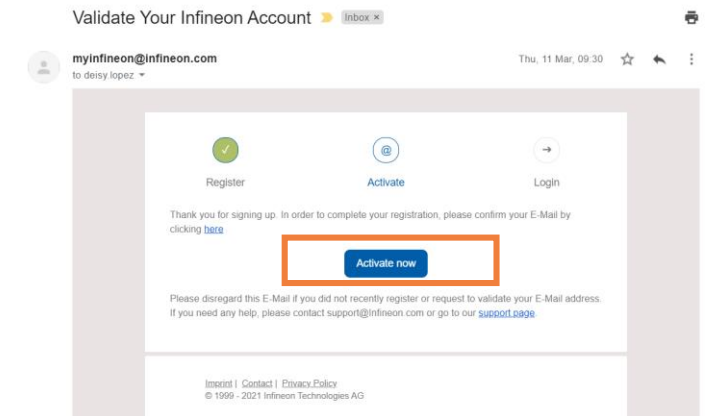 Validate Your Infineon Account Inbox ×
myinfineon@infineon.com Thu, 11 Mar, 09:30
to deisy.lopez
@
Register Activate Login
Thank you for signing up. In order to complete your registration, please confirm your E-Mail by
clicking here
Activate now
Please disregard this E-Mail if you did not recently register or request to validate your E-Mail address.
If you need any help, please contact support@Infineon.com or go to our support page.
Imprint | Contact | Privacy Policy
© 1999 - 2021 Infineon Technologies AG